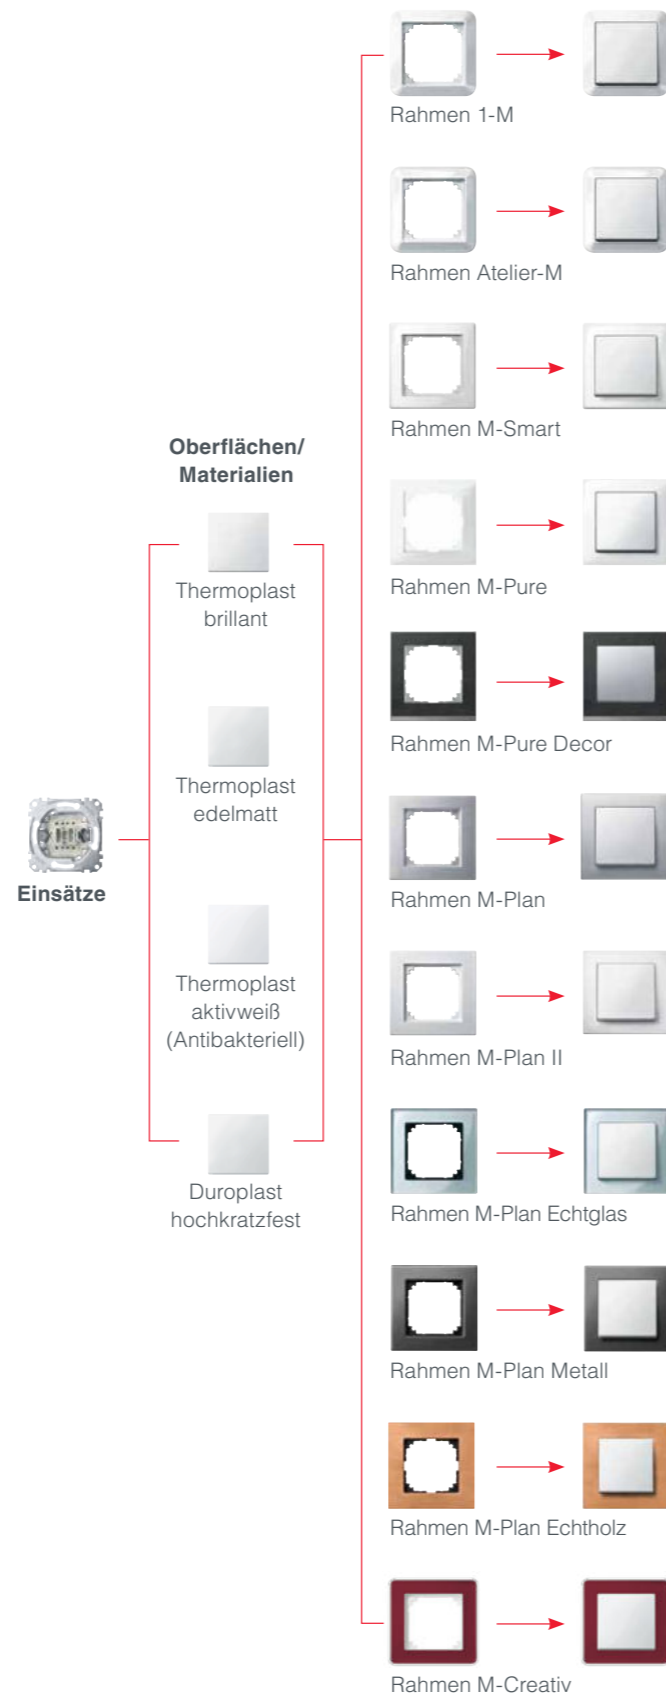 Rahmen 1-M
Rahmen Atelier-M
Rahmen M-Smart
Oberflächen/
Materialien
Rahmen M-Pure
Thermoplast
brillant
Rahmen M-Pure Decor
Thermoplast
edelmatt
Einsätze
Rahmen M-Plan
Thermoplast
aktivweiß
(Antibakteriell)
Rahmen M-Plan II
Duroplast
hochkratzfest
Rahmen M-Plan Echtglas
Rahmen M-Plan Metall
Rahmen M-Plan Echtholz
Rahmen M-Creativ